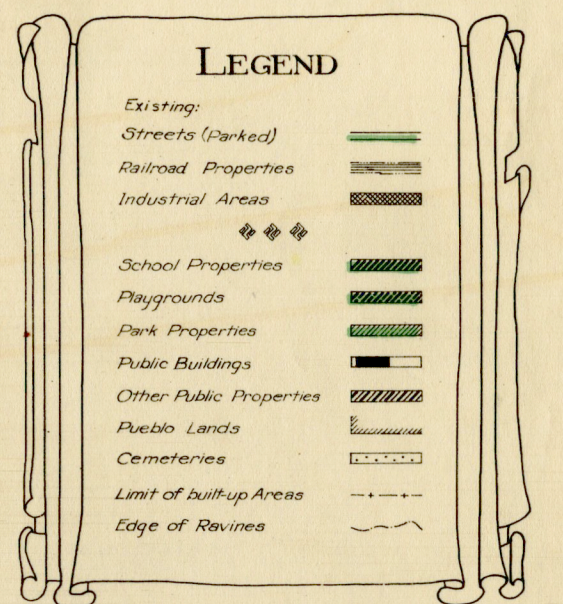 LEGEND
Existing:
Streets (Parked)
Railroad Properties
Industrial Areas
School Properties
Playgrounds
Park Properties
Public Buildings
Other Public Properties
Pueblo Lands
Cemeteries
Limit of built-up Areas
Edge of Ravines